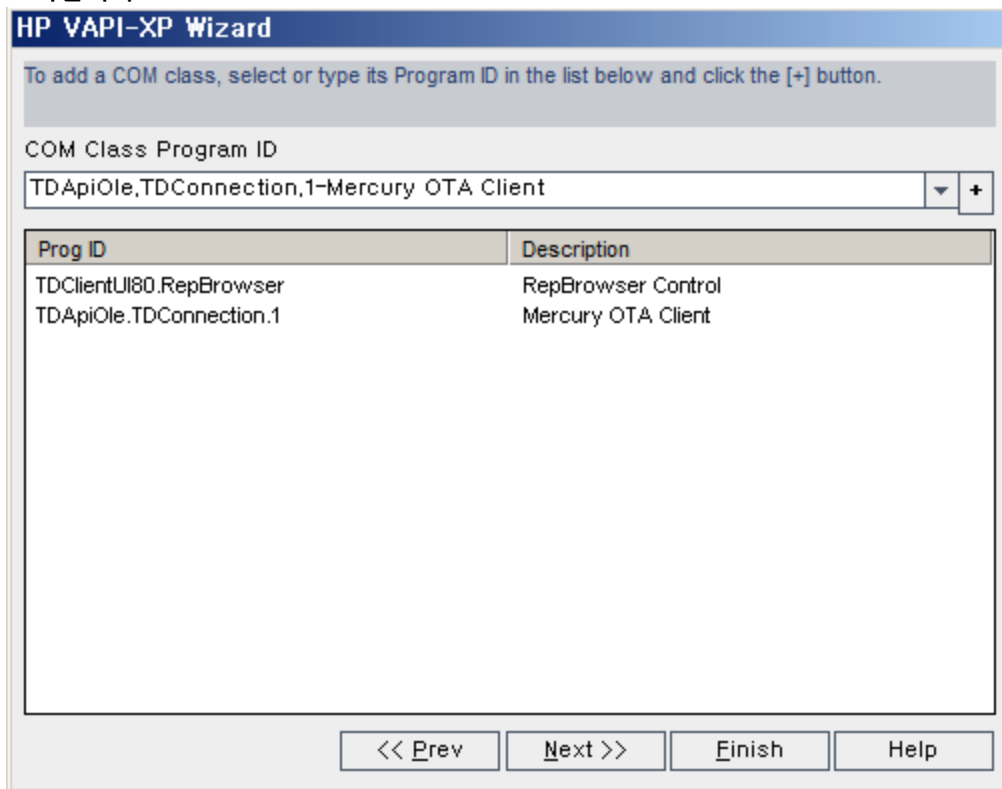 HP VAPI-XP Wizard
To add a COM class, select or type its Program ID in the list below and click the [+] button.
COM Class Program ID
TDApiOle,TDConnection,1-Mercury OTA Client
+
Prog ID Description
TDClientUI80.RepBrowser RepBrowser Control
TDApiOle.TDConnection.1 Mercury OTA Client
<< Prev Next >> Finish Help